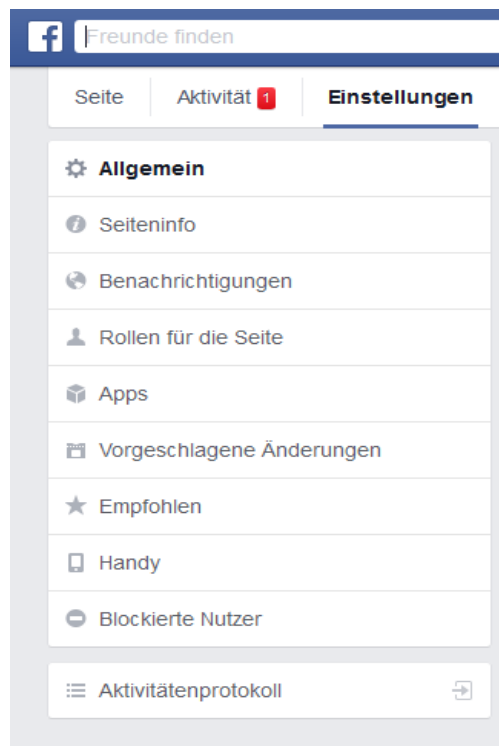 f Freunde finden
Seite Aktivität 1 Einstellungen
Allgemein
Seiteninfo
Benachrichtigungen
Rollen für die Seite
Apps
Vorgeschlagene Änderungen
Empfohlen
Handy
Blockierte Nutzer
Aktivitätenprotokoll